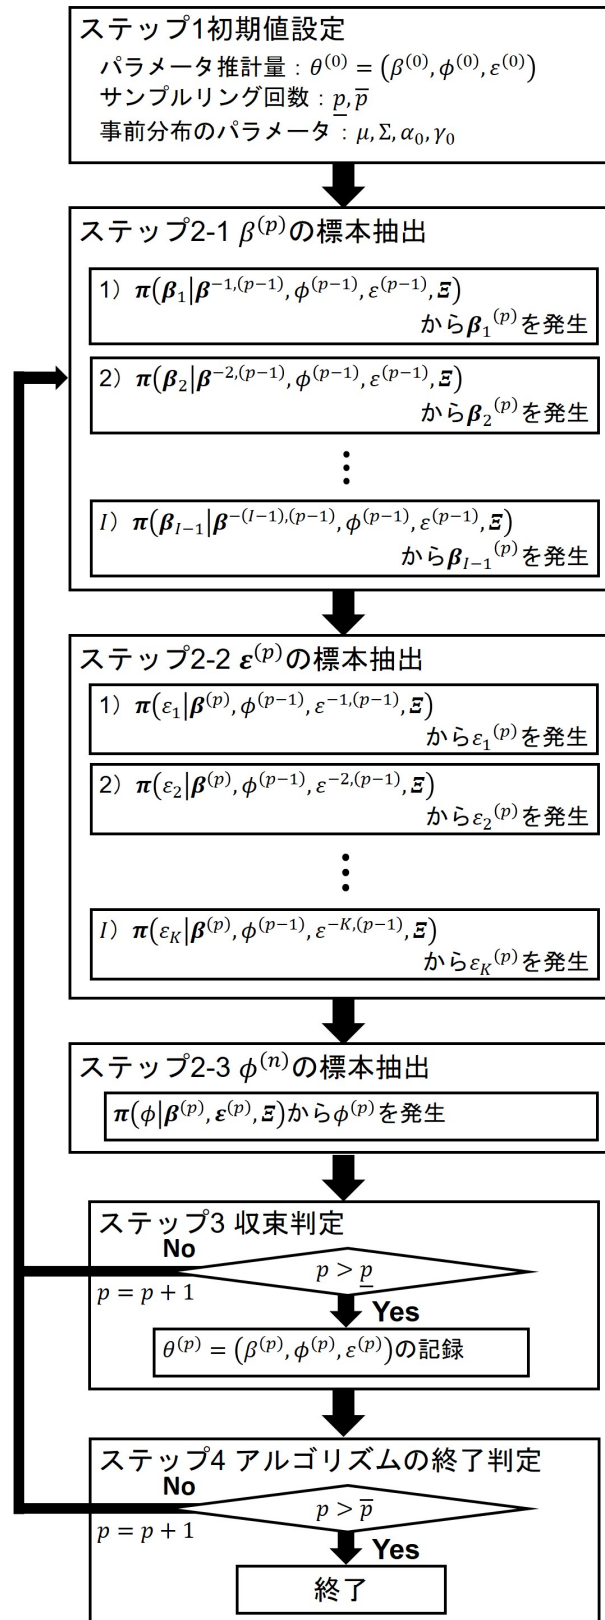 ステップ1初期値設定
パラメータ推計量：θ^(0) = (β^(0), ϕ^(0), ε^(0))
サンプルリング回数：p̲, p̅
事前分布のパラメータ：μ, Σ, α₀, γ₀
ステップ2-1 β^(p)の標本抽出
1）π(β₁|β^{-1,(p-1)}, ϕ^(p-1), ε^(p-1), Ξ)
からβ₁^(p)を発生
2）π(β₂|β^{-2,(p-1)}, ϕ^(p-1), ε^(p-1), Ξ)
からβ₂^(p)を発生
⋮
I）π(β_{I-1}|β^{-(I-1),(p-1)}, ϕ^(p-1), ε^(p-1), Ξ)
からβ_{I-1}^(p)を発生
ステップ2-2 ε^(p)の標本抽出
1）π(ε₁|β^(p), ϕ^(p-1), ε^{-1,(p-1)}, Ξ)
からε₁^(p)を発生
2）π(ε₂|β^(p), ϕ^(p-1), ε^{-2,(p-1)}, Ξ)
からε₂^(p)を発生
⋮
I）π(ε_K|β^(p), ϕ^(p-1), ε^{-K,(p-1)}, Ξ)
からε_K^(p)を発生
ステップ2-3 ϕ^(n)の標本抽出
π(ϕ|β^(p), ε^(p), Ξ)からϕ^(p)を発生
ステップ3 収束判定
No
p > p̲
p = p + 1
Yes
θ^(p) = (β^(p), ϕ^(p), ε^(p))の記録
ステップ4 アルゴリズムの終了判定
No
p > p̅
p = p + 1
Yes
終了